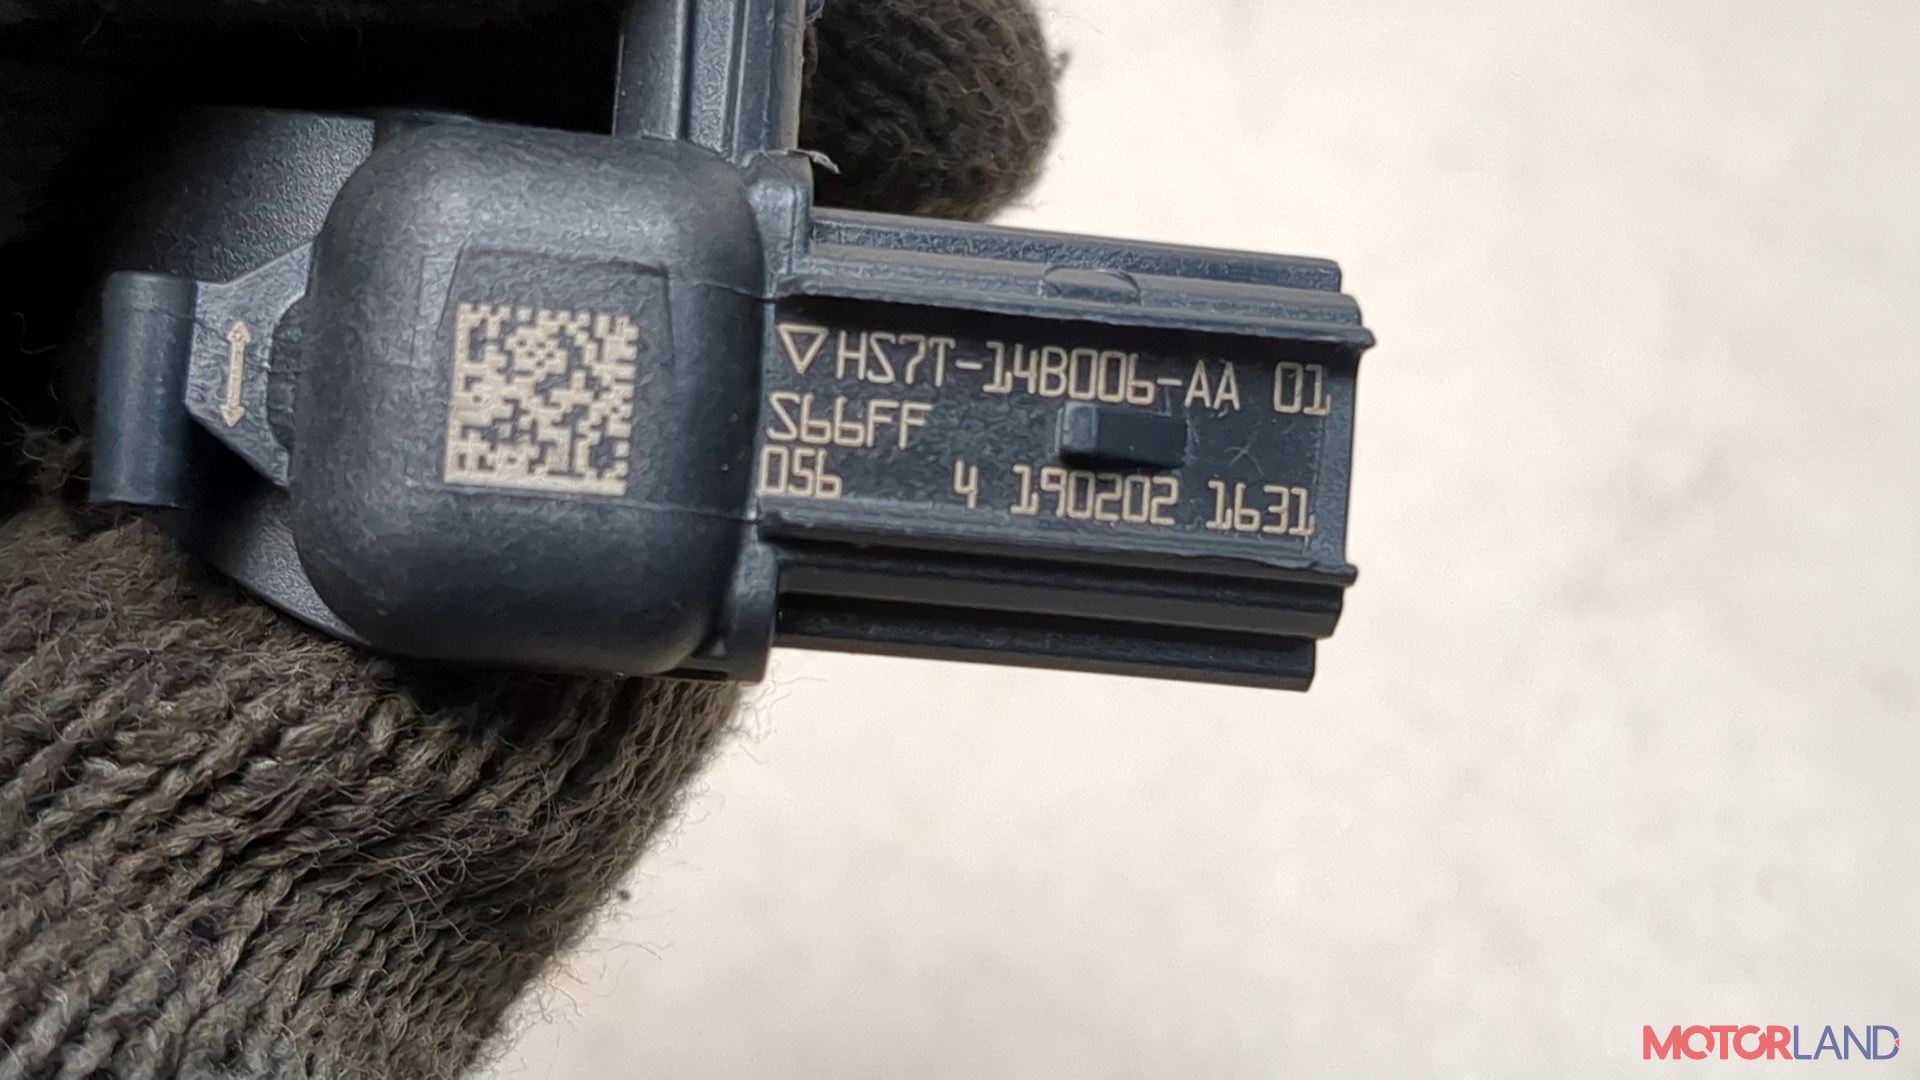 HS7T-14B006-AA 01
S66FF
056 4 190202 1631
MOTORLAND